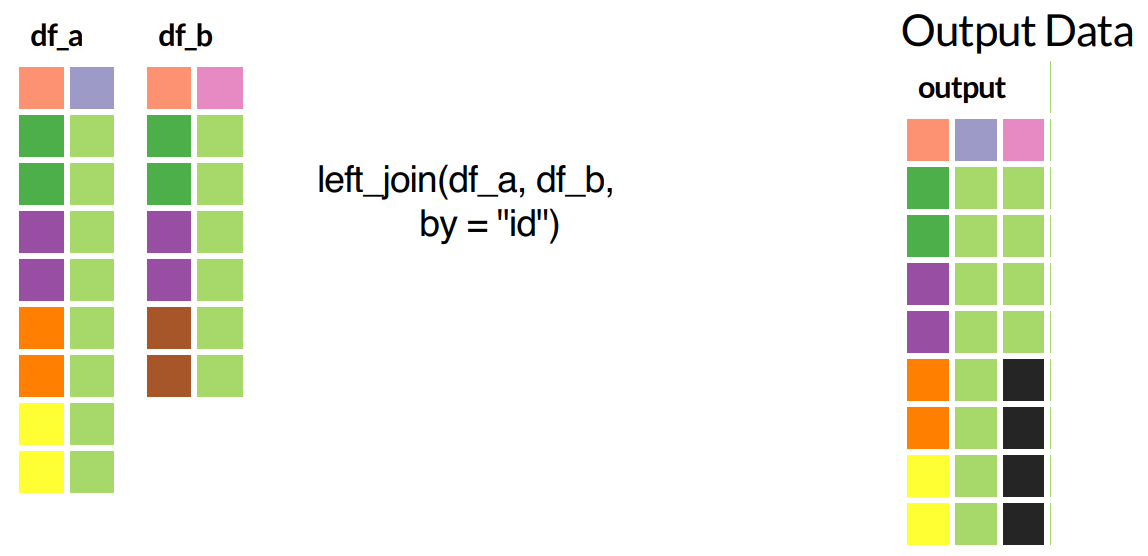 df_a
df_b
Output Data
output
left_join(df_a, df_b,
by = "id")